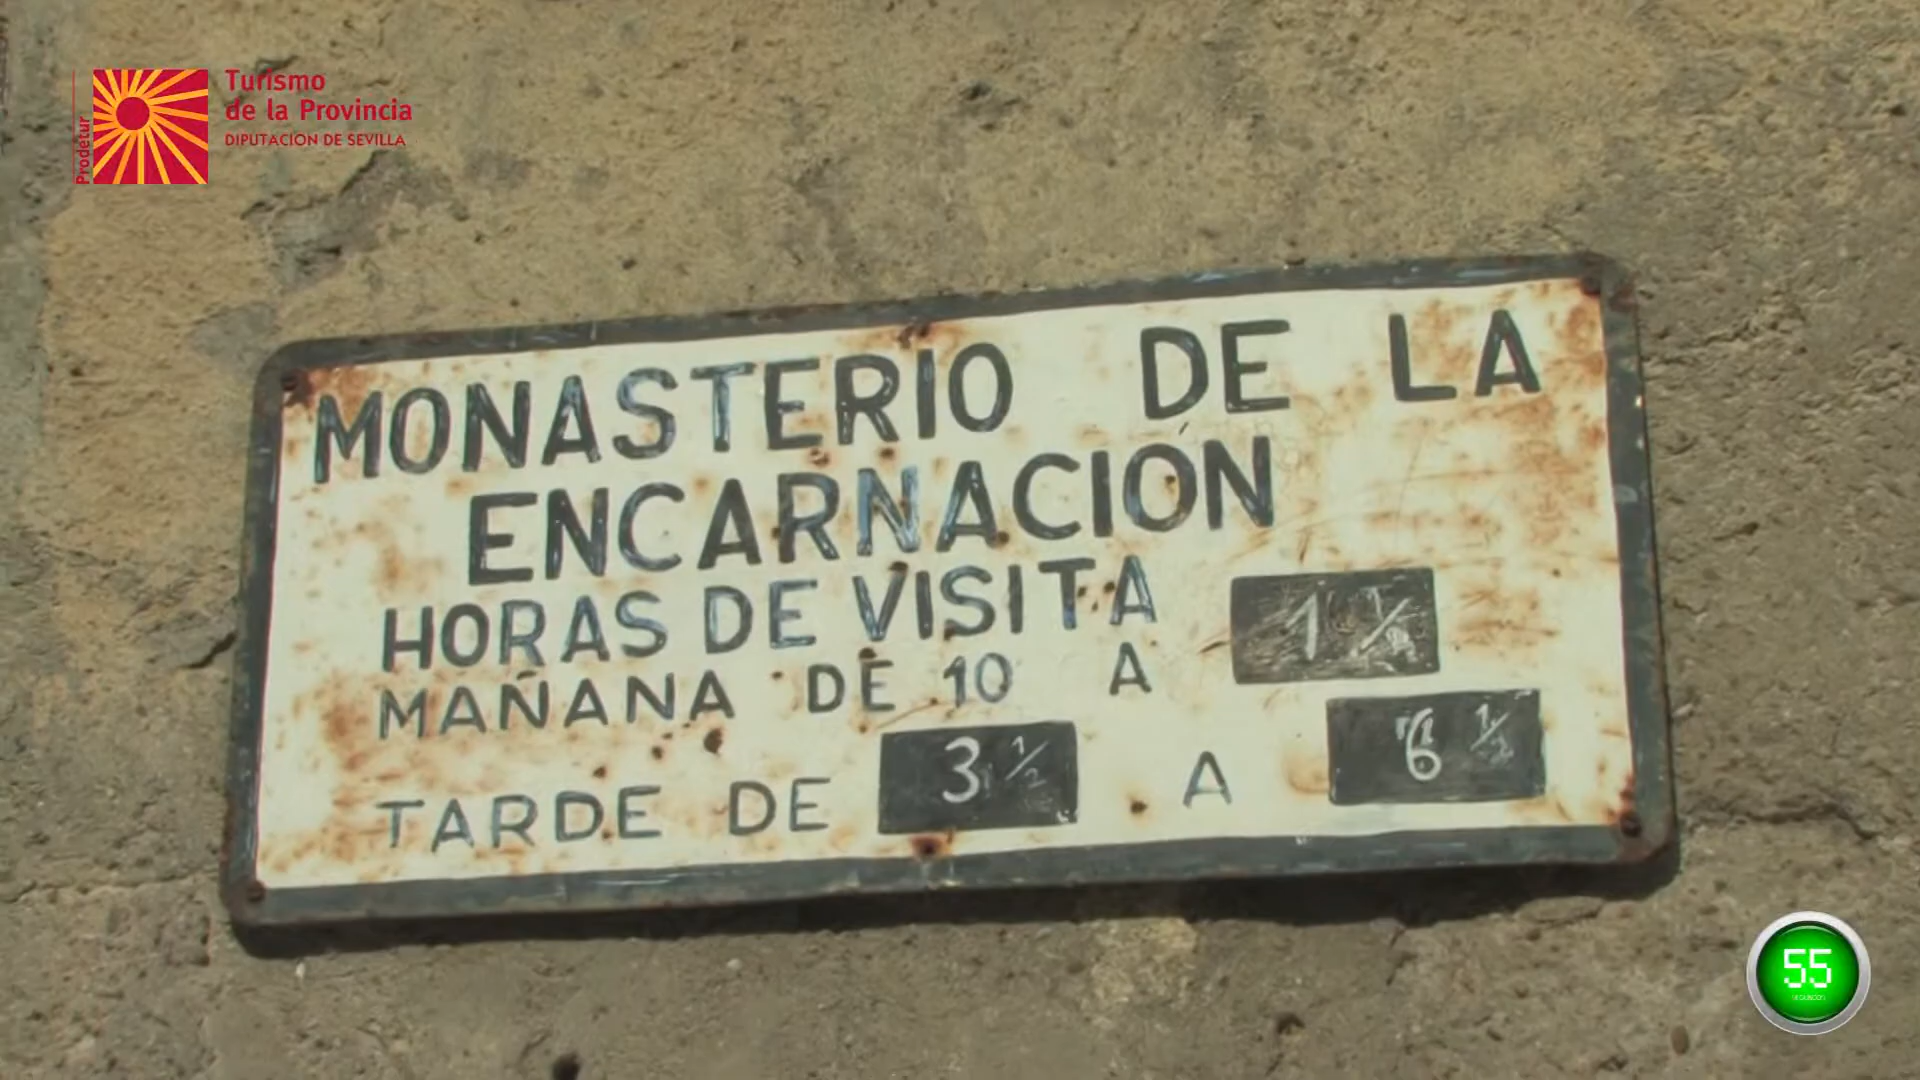 Prodetur
Turismo
de la Provincia
DIPUTACIÓN DE SEVILLA
MONASTERIO DE LA
ENCARNACIÓN
HORAS DE VISITA
MAÑANA DE 10 A 1 ½
TARDE DE 3 ½ A 6 ½
55
SEGUNDOS